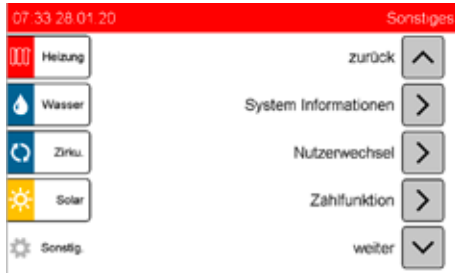 07:33 28.01.20 Sonstiges
Heizung zurück
Wasser System Informationen
Zirku. Nutzerwechsel
Solar Zahlfunktion
Sonstig. weiter